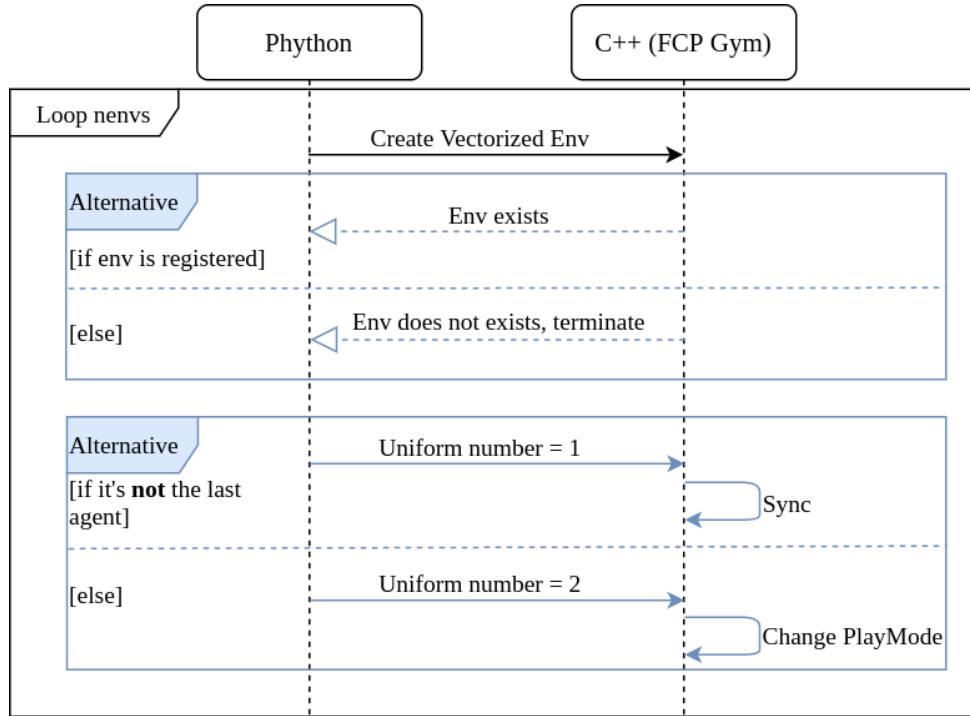 Phython
C++ (FCP Gym)
Loop nenvs
Create Vectorized Env
Alternative
Env exists
[if env is registered]
Env does not exists, terminate
[else]
Alternative
Uniform number = 1
[if it's not the last
agent]
Sync
Uniform number = 2
[else]
Change PlayMode